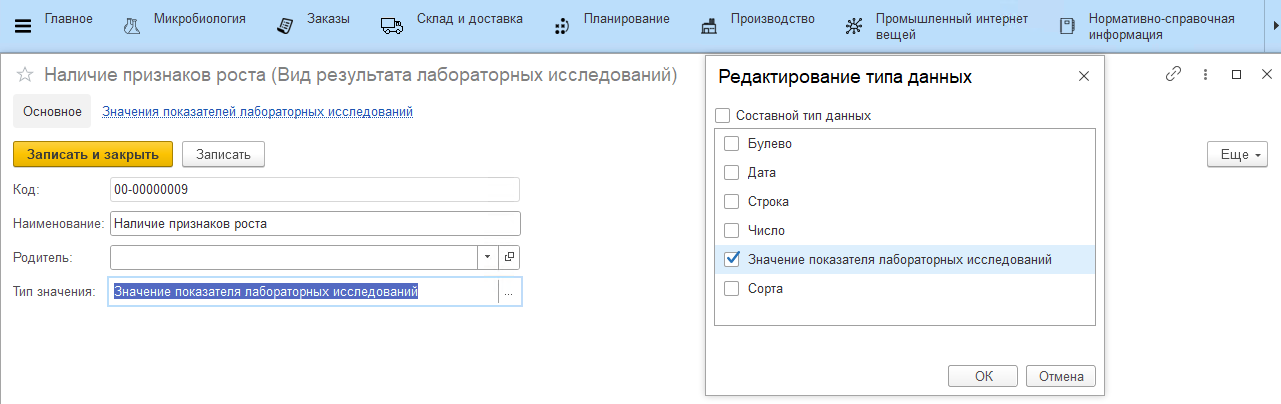 Главное
Микробиология
Заказы
Склад и доставка
Планирование
Производство
Промышленный интернет
вещей
Нормативно-справочная
информация
Наличие признаков роста (Вид результата лабораторных исследований)
Основное
Значения показателей лабораторных исследований
Записать и закрыть
Записать
Еще
Код:
00-00000009
Наименование:
Наличие признаков роста
Родитель:
Тип значения:
Значение показателя лабораторных исследований
...
Редактирование типа данных
Составной тип данных
Булево
Дата
Строка
Число
Значение показателя лабораторных исследований
Сорта
ОК
Отмена